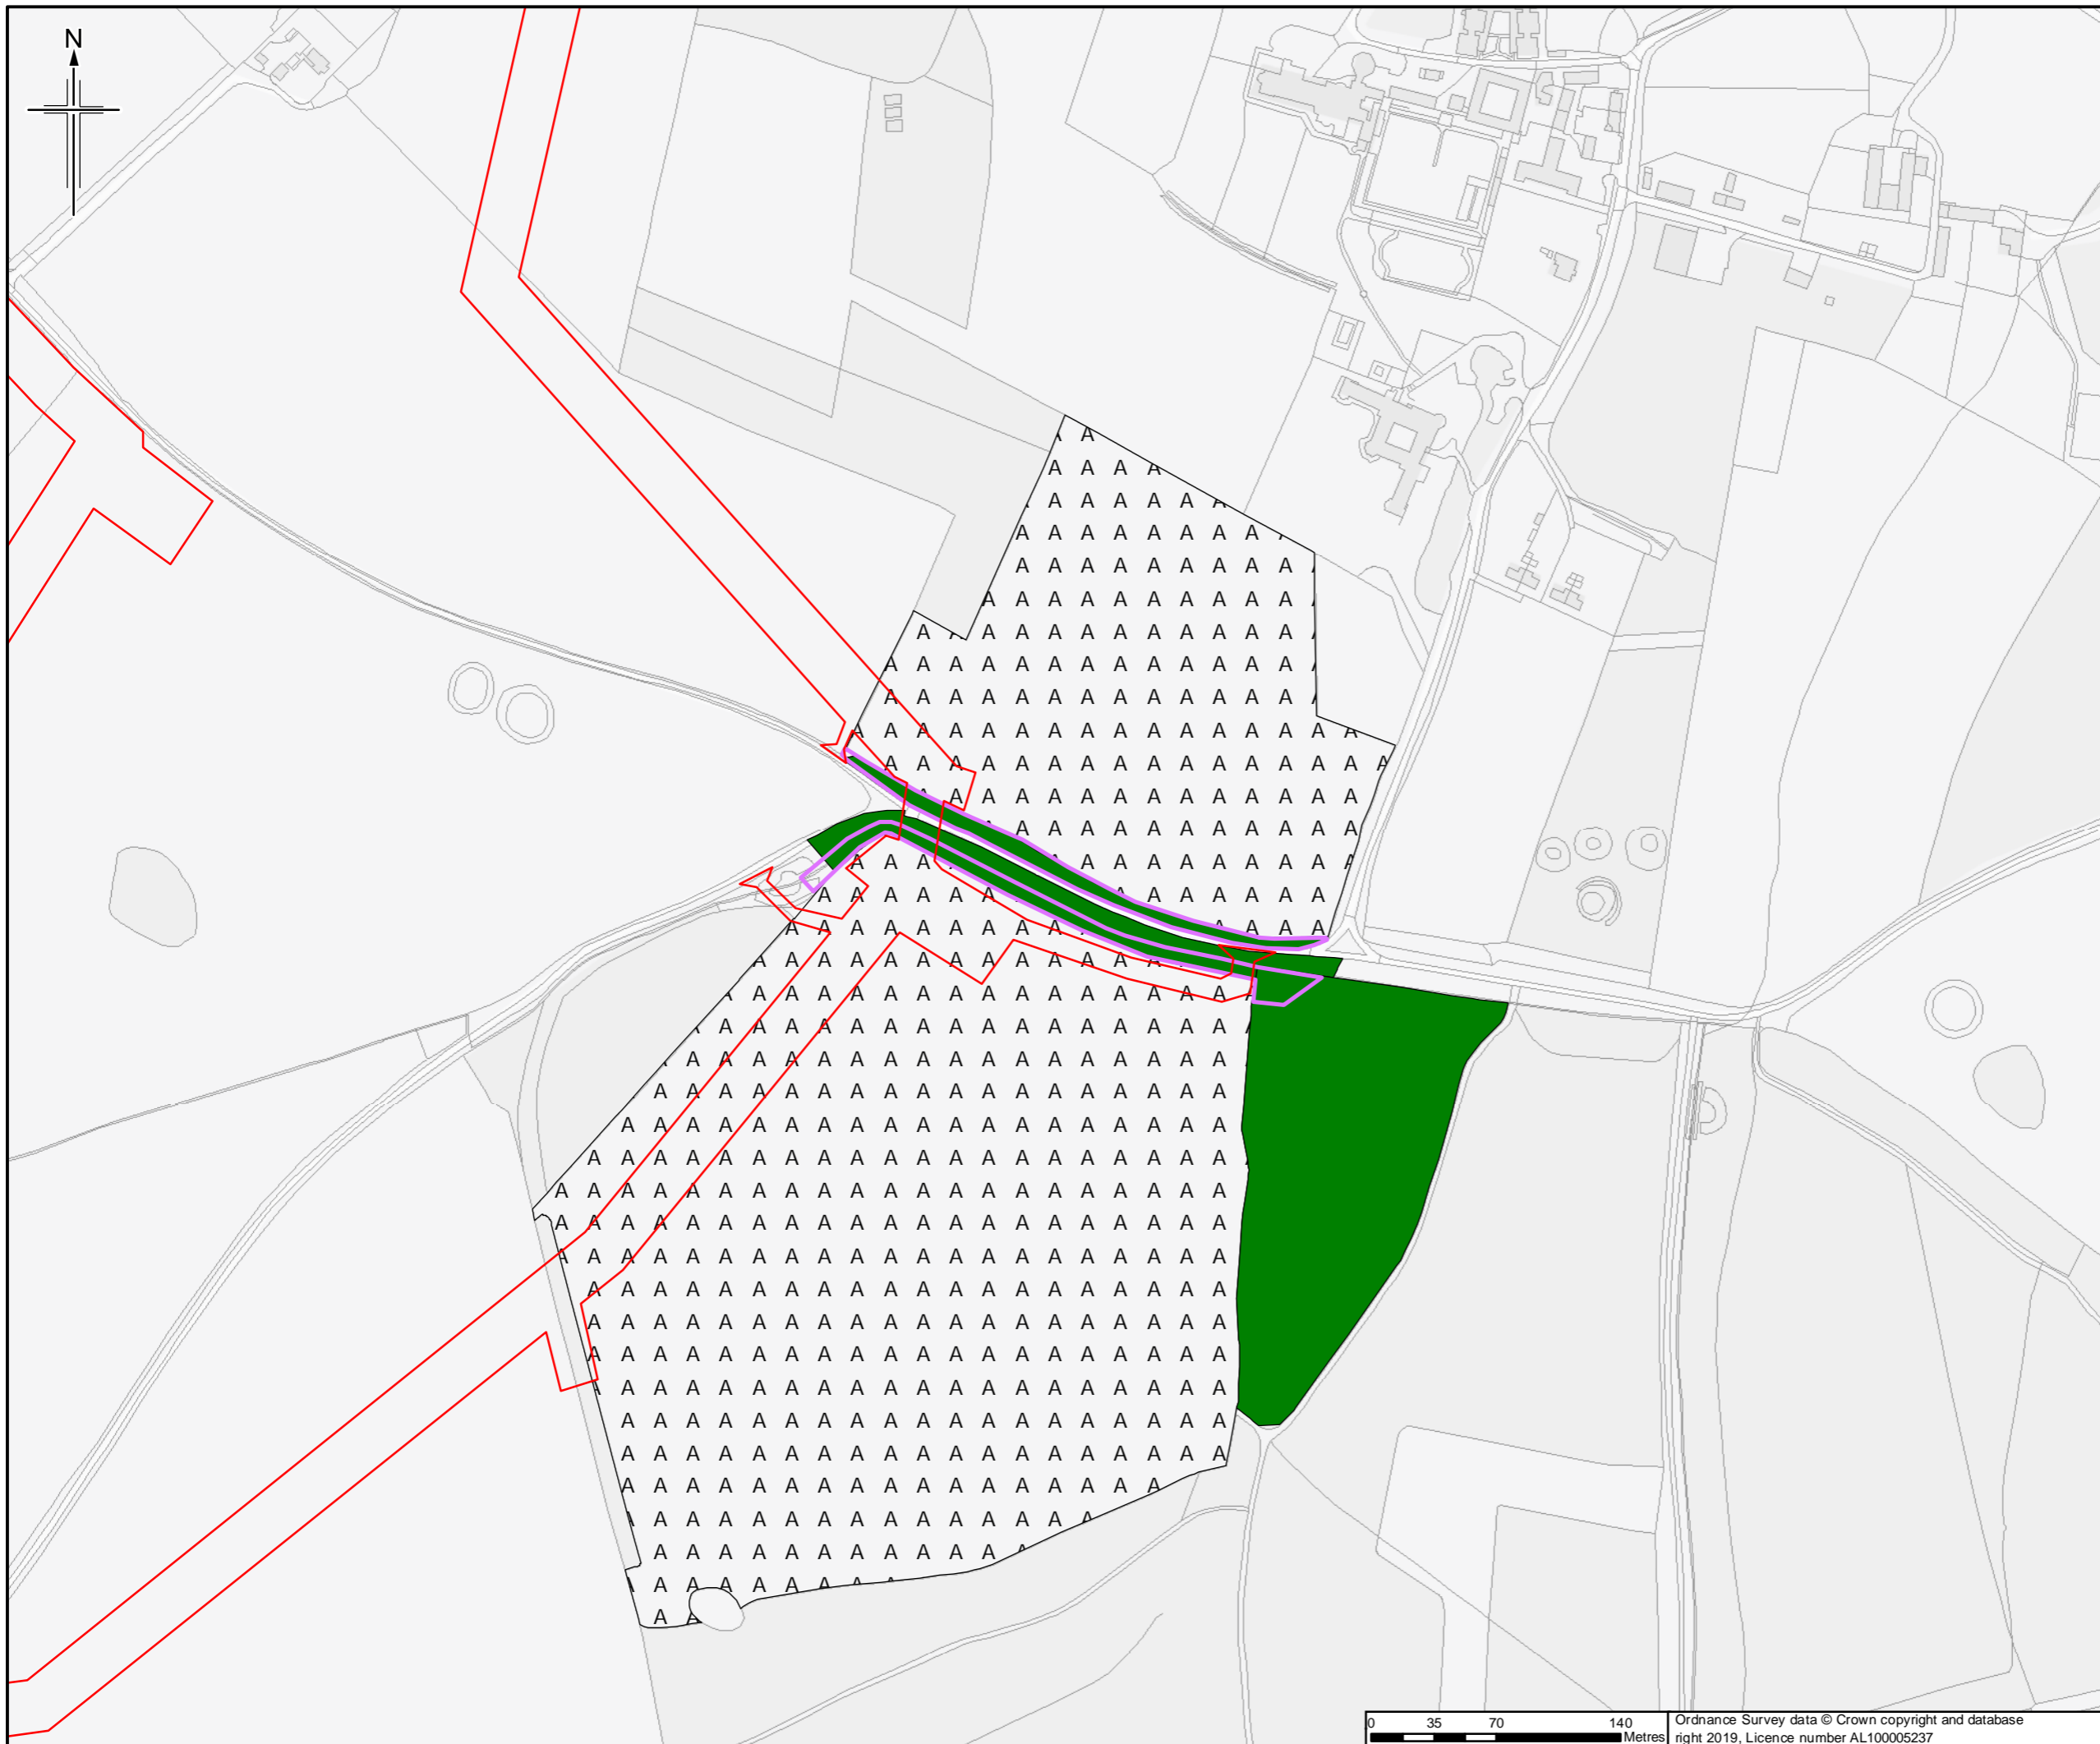 N
0 35 70 140
Metres
Ordnance Survey data © Crown copyright and database
right 2019, Licence number AL100005237